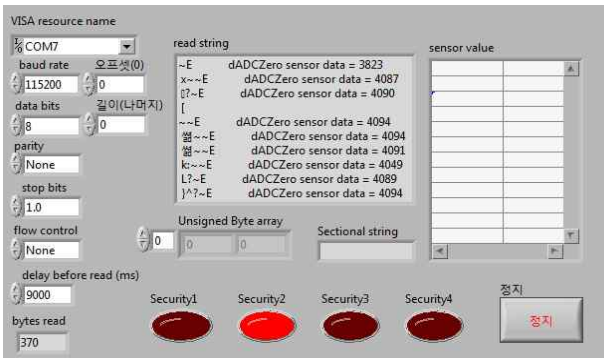 VISA resource name
COM7
baud rate
오프셋(0)
115200
0
data bits
길이(나머지)
8
0
parity
None
stop bits
1.0
flow control
None
delay before read (ms)
9000
bytes read
370
read string
~E dADCZero sensor data = 3823
x~~E dADCZero sensor data = 4087
?~E dADCZero sensor data = 4090
[
~~E dADCZero sensor data = 4094
~~E dADCZero sensor data = 4094
~~E dADCZero sensor data = 4091
k:~~E dADCZero sensor data = 4049
L?~E dADCZero sensor data = 4089
}^?~E dADCZero sensor data = 4094
Unsigned Byte array
0
0
0
Sectional string
sensor value
Security1
Security2
Security3
Security4
정지
정지